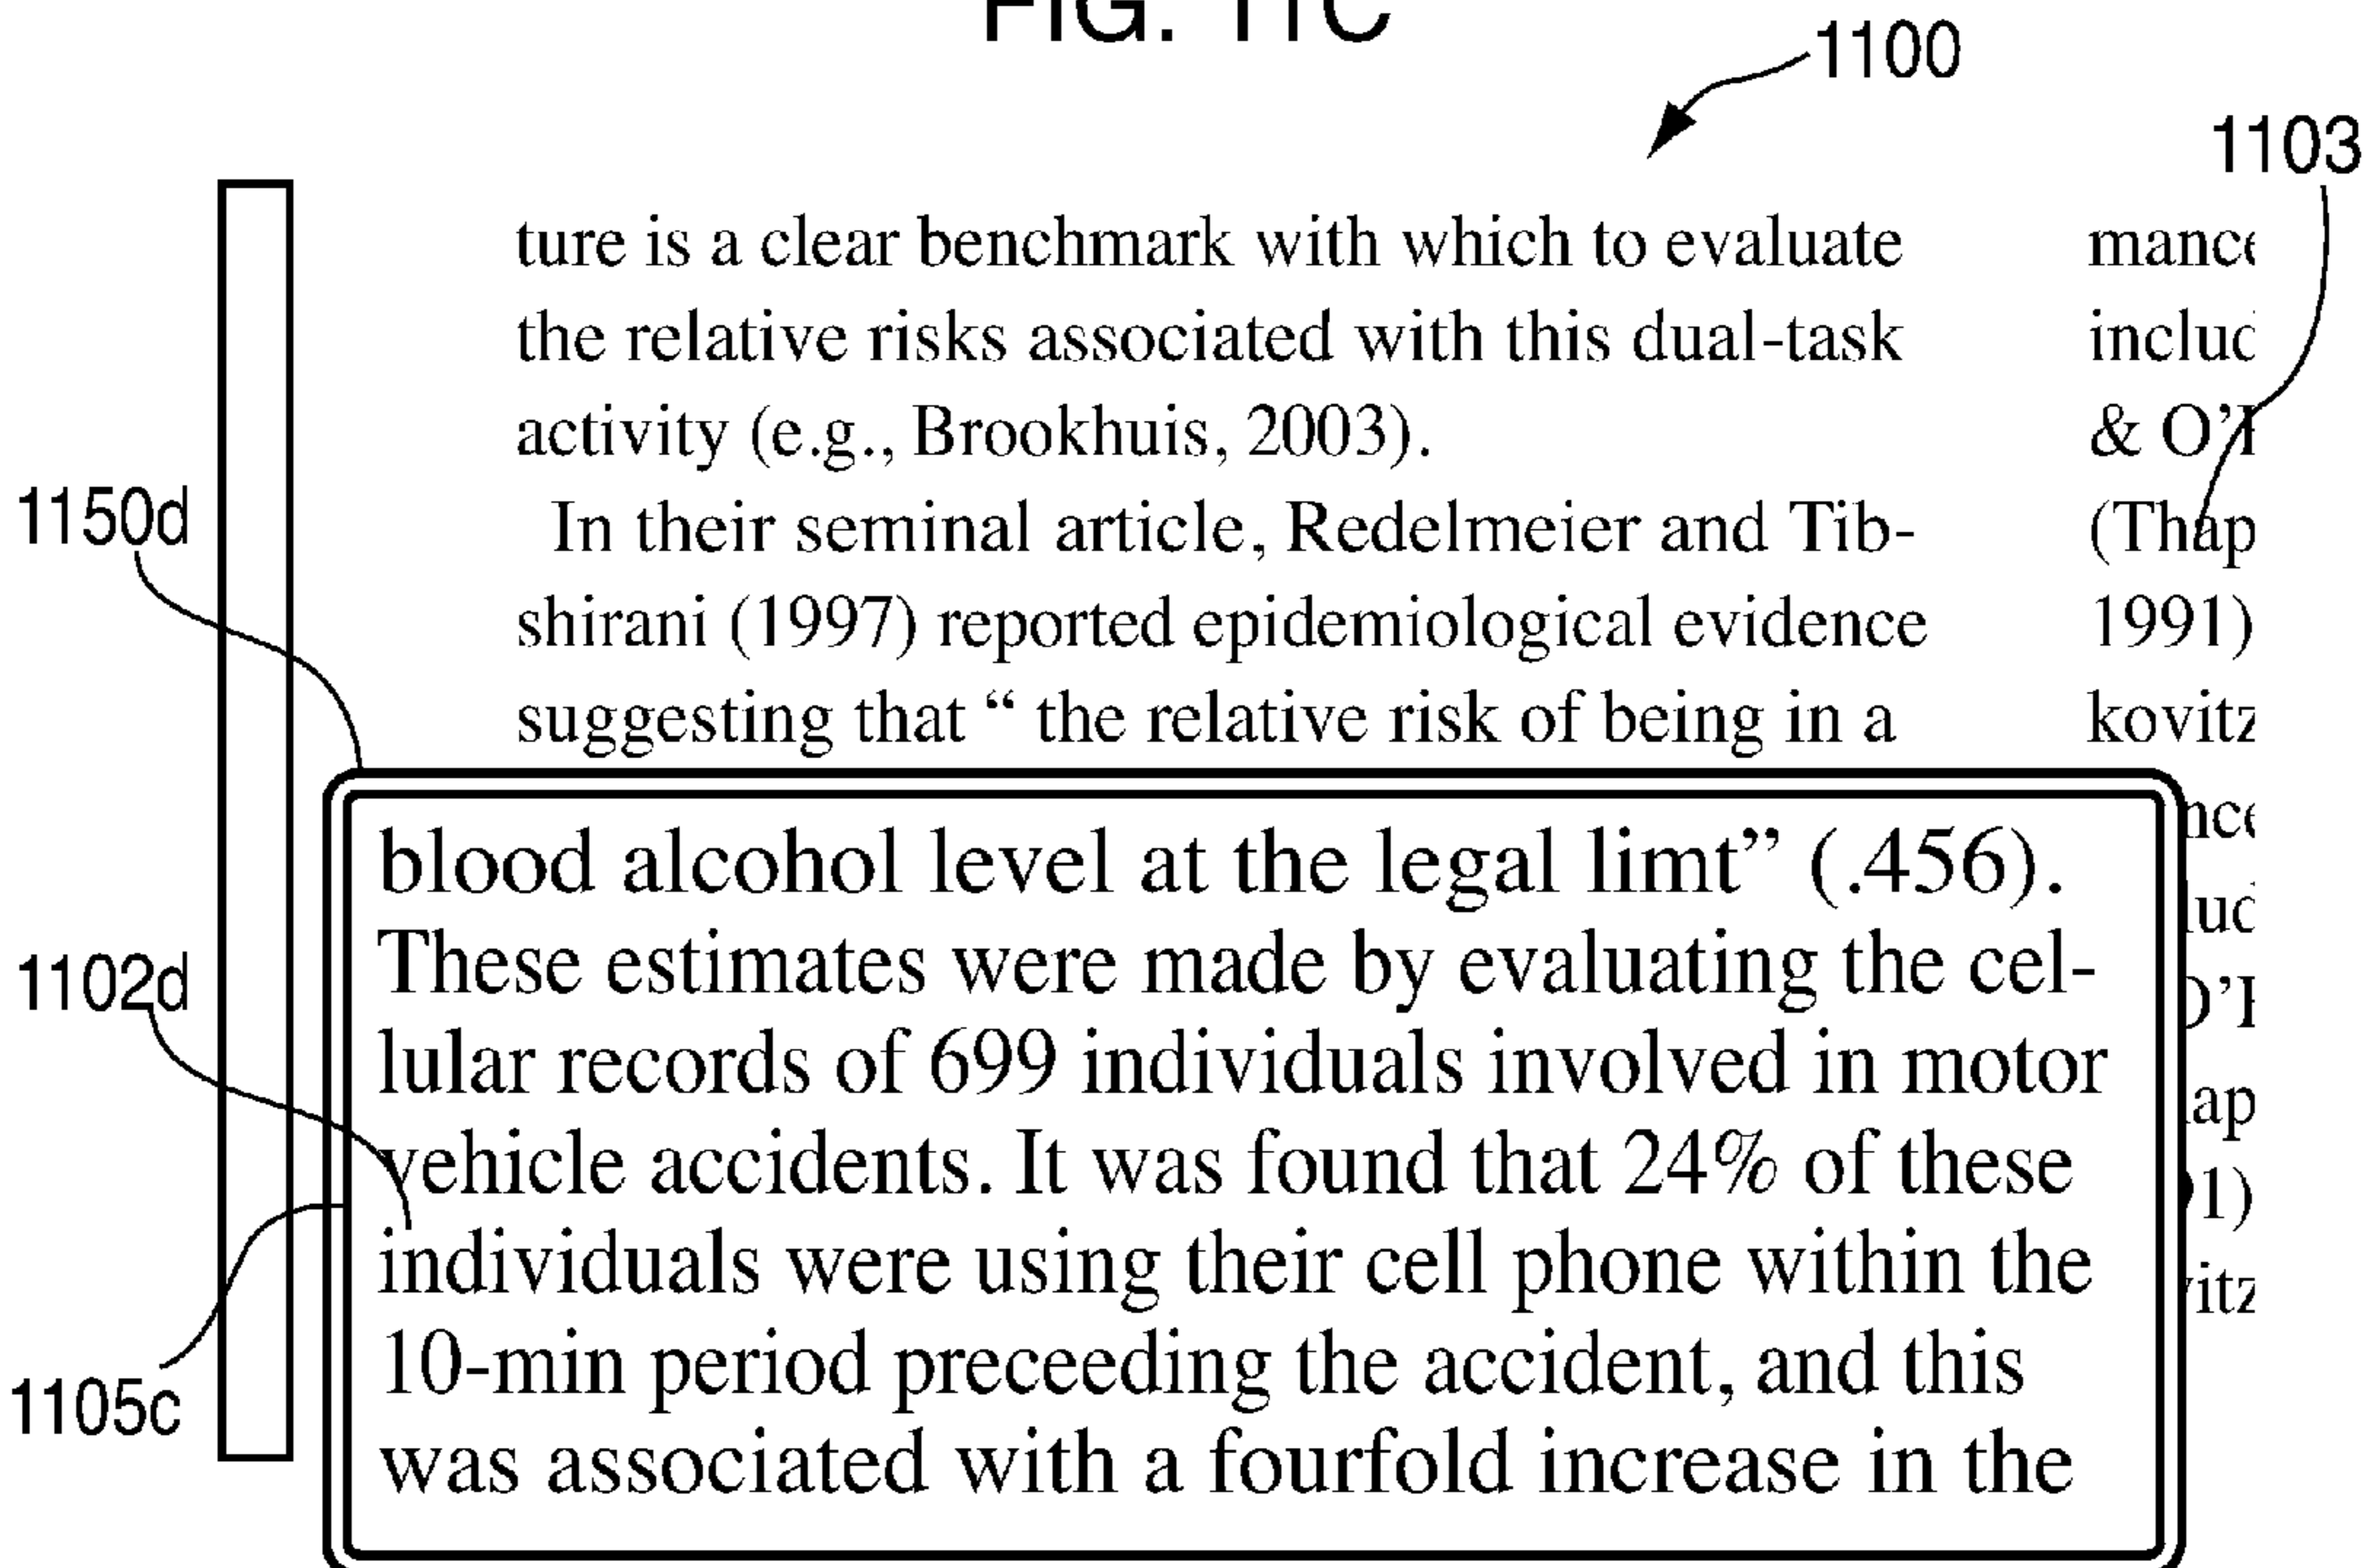 FIG. 11C
1100
1103
ture is a clear benchmark with which to evaluate
the relative risks associated with this dual-task
activity (e.g., Brookhuis, 2003).
In their seminal article, Redelmeier and Tib-
shirani (1997) reported epidemiological evidence
suggesting that “ the relative risk of being in a
1150d
1102d
1105c
blood alcohol level at the legal limt” (.456).
These estimates were made by evaluating the cel-
lular records of 699 individuals involved in motor
vehicle accidents. It was found that 24% of these
individuals were using their cell phone within the
10-min period preceeding the accident, and this
was associated with a fourfold increase in the
1991)
kovitz